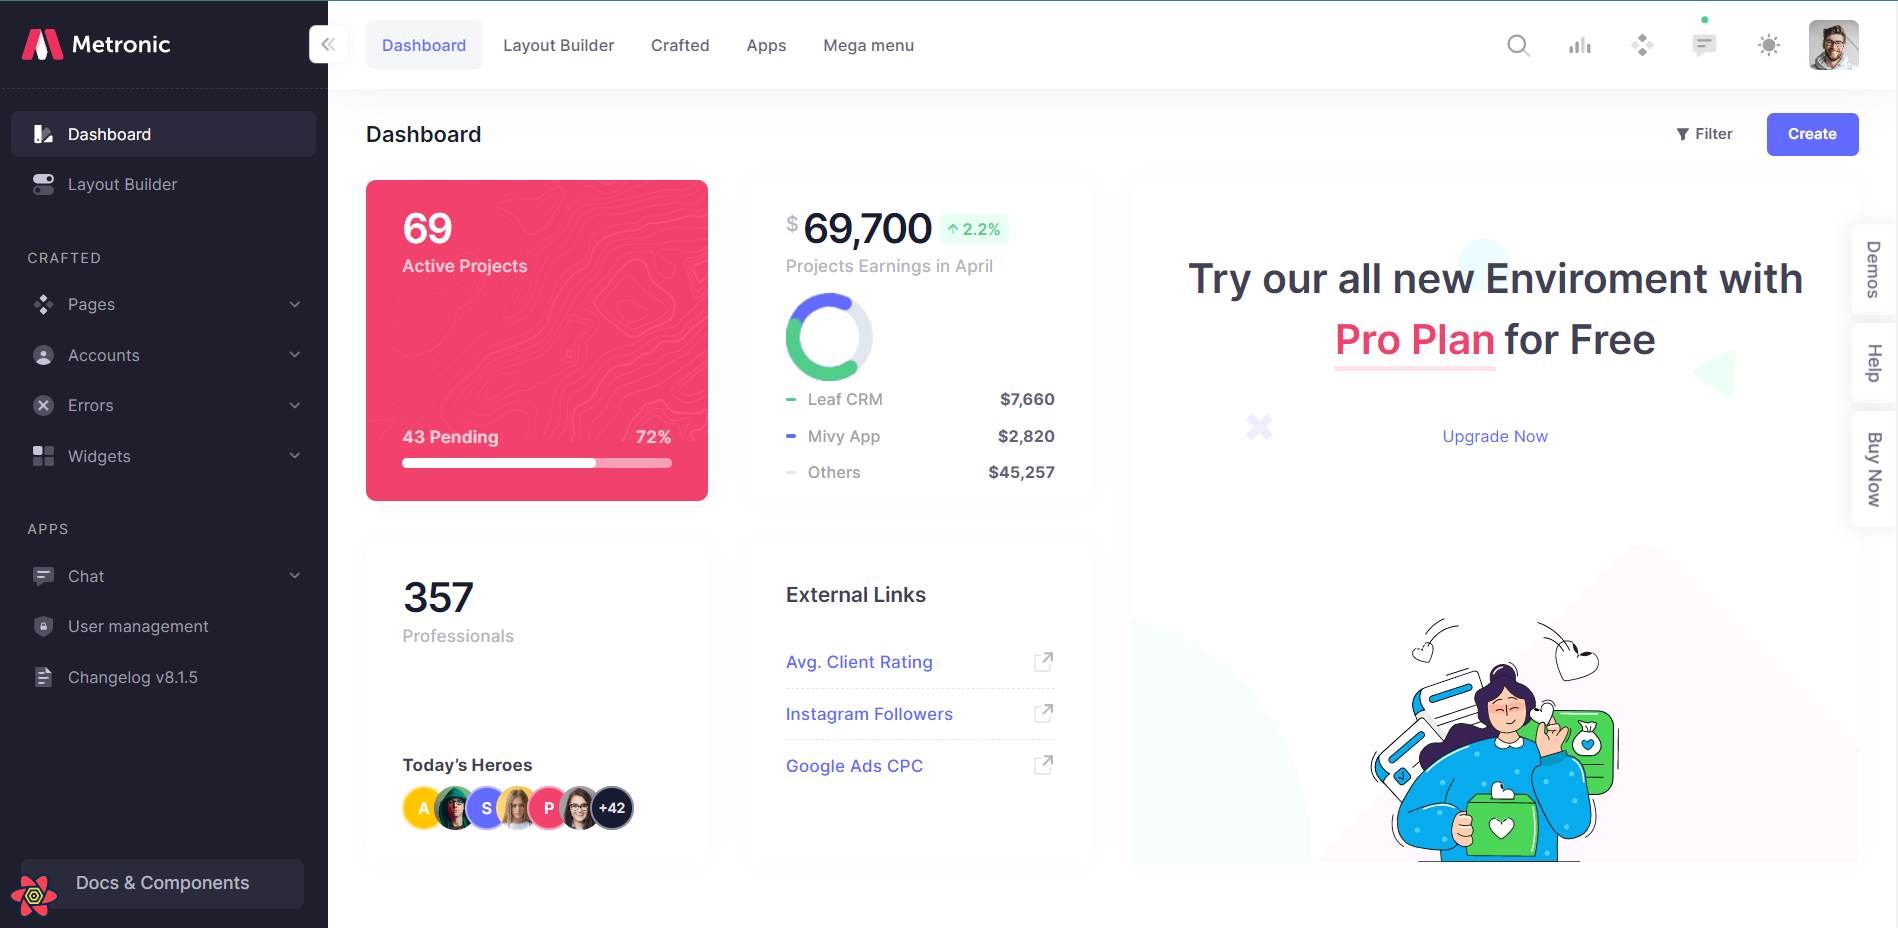 Metronic
Dashboard
Layout Builder
Crafted
Apps
Mega menu
Dashboard
Layout Builder
CRAFTED
Pages
Accounts
Errors
Widgets
APPS
Chat
User management
Changelog v8.1.5
Docs & Components
Dashboard
Filter
Create
69
Active Projects
43 Pending
72%
$ 69,700
2.2%
Projects Earnings in April
Leaf CRM $7,660
Mivy App $2,820
Others $45,257
Try our all new Enviroment with
Pro Plan for Free
Upgrade Now
357
Professionals
Today’s Heroes
A
S
P
+42
External Links
Avg. Client Rating
Instagram Followers
Google Ads CPC
Demos
Help
Buy Now